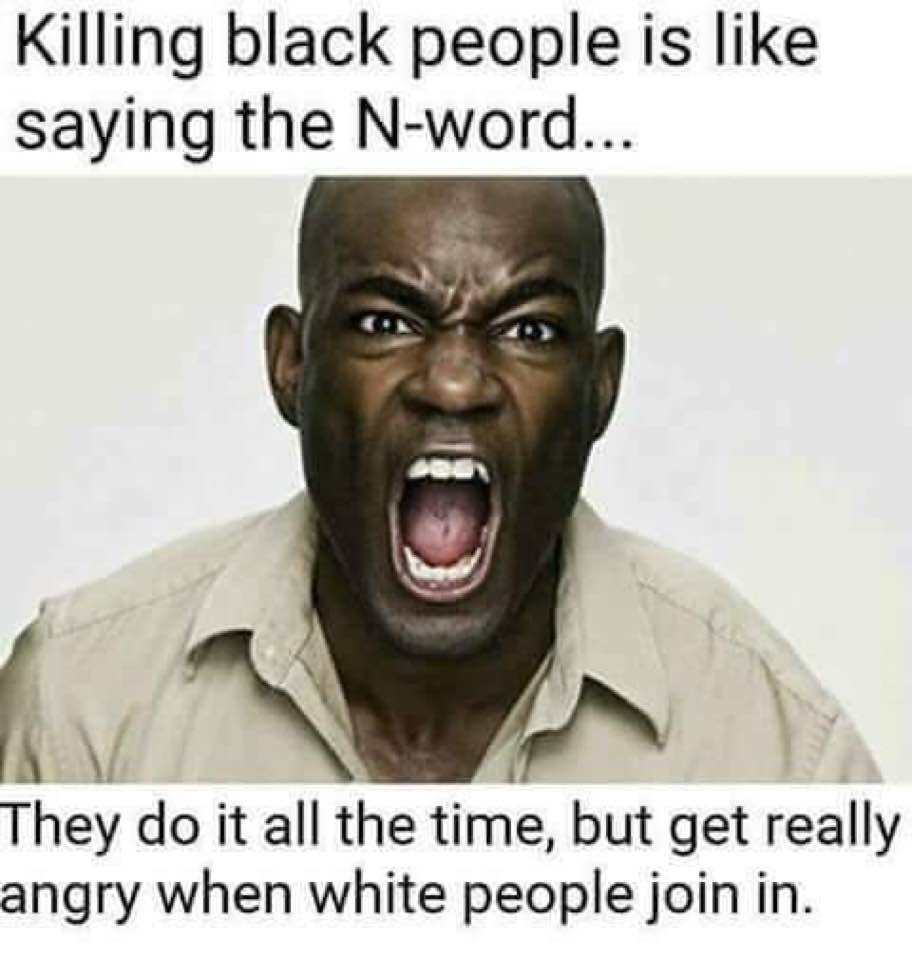 Killing black people is like
saying the N-word...
They do it all the time, but get really
angry when white people join in.